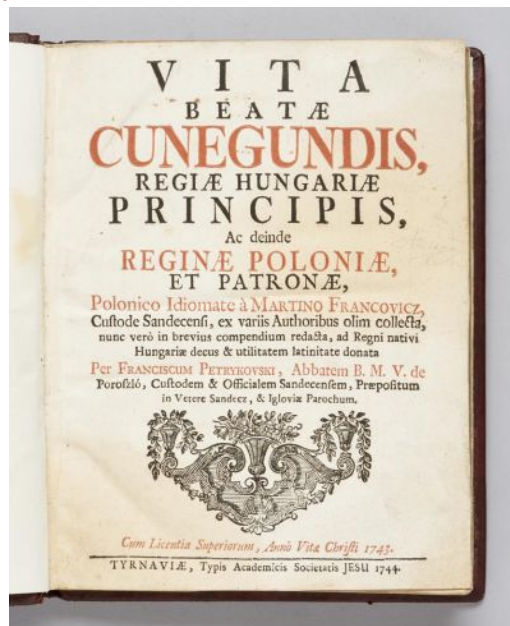 VITA
BEATÆ
CUNEGUNDIS,
REGIÆ HUNGARIÆ
PRINCIPIS,
Ac deinde
REGINÆ POLONIÆ,
ET PATRONÆ,
Polonico Idiomate à MARTINO FRANCOVICZ,
Cuſtode Sandecenſi, ex variis Authoribus olim collecta,
nunc verò in brevius compendium redacta, ad Regni nativi
Hungariæ decus & utilitatem latinitate donata
Per FRANCISCUM PETRYKOVSKI, Abbatem B. M. V. de
Poroſzló, Cuſtodem & Officialem Sandecenſem, Præpoſitum
in Vetere Sandecz, & Igloviæ Parochum.
Cum Licentia Superiorum, Annò Vitæ Chriſti 1743.
TYRNAVIÆ, Typis Academicis Societatis JESU 1744.